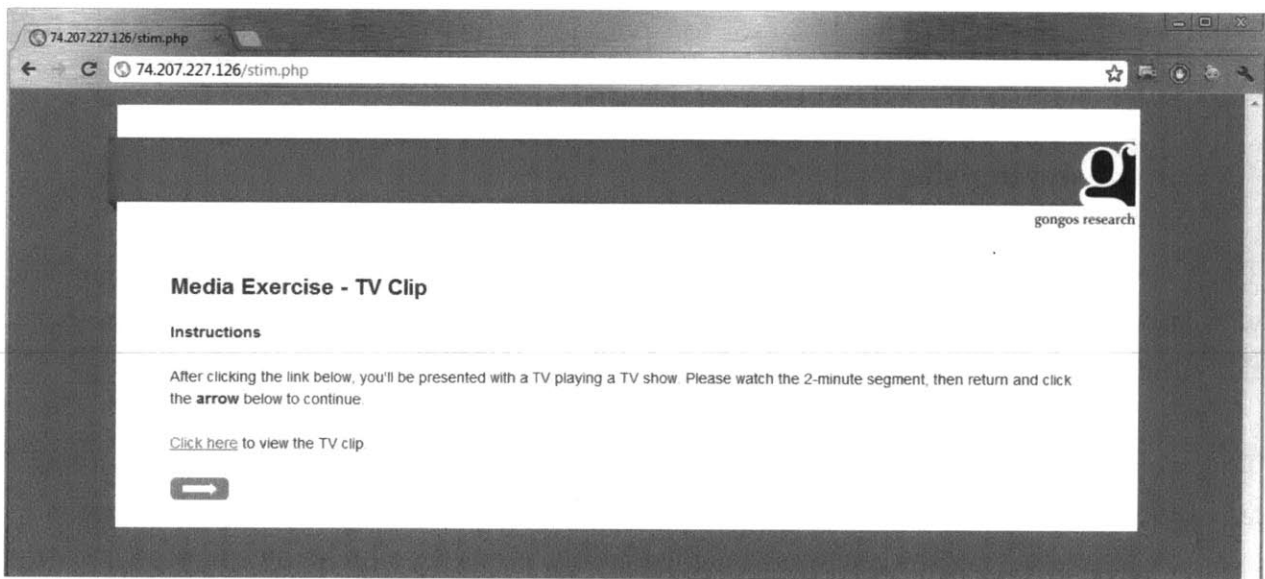 74.207.227.126/stim.php
74.207.227.126/stim.php
g
gongos research
Media Exercise - TV Clip
Instructions
After clicking the link below, you'll be presented with a TV playing a TV show. Please watch the 2-minute segment, then return and click
the arrow below to continue.
Click here to view the TV clip.